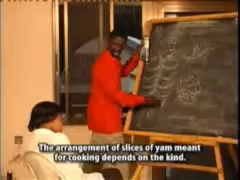 The arrangement of slices of yam meant
for cooking depends on the kind.